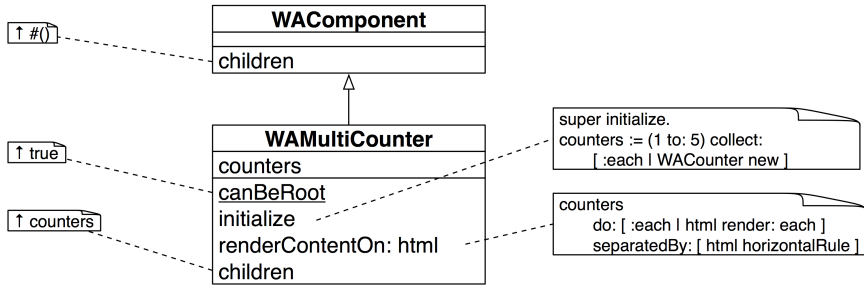 WAComponent
↑ #()
children
WAMultiCounter
counters
↑ true
canBeRoot
initialize
↑ counters
renderContentOn: html
children
super initialize.
counters := (1 to: 5) collect:
[ :each | WACounter new ]
counters
do: [ :each | html render: each ]
separatedBy: [ html horizontalRule ]